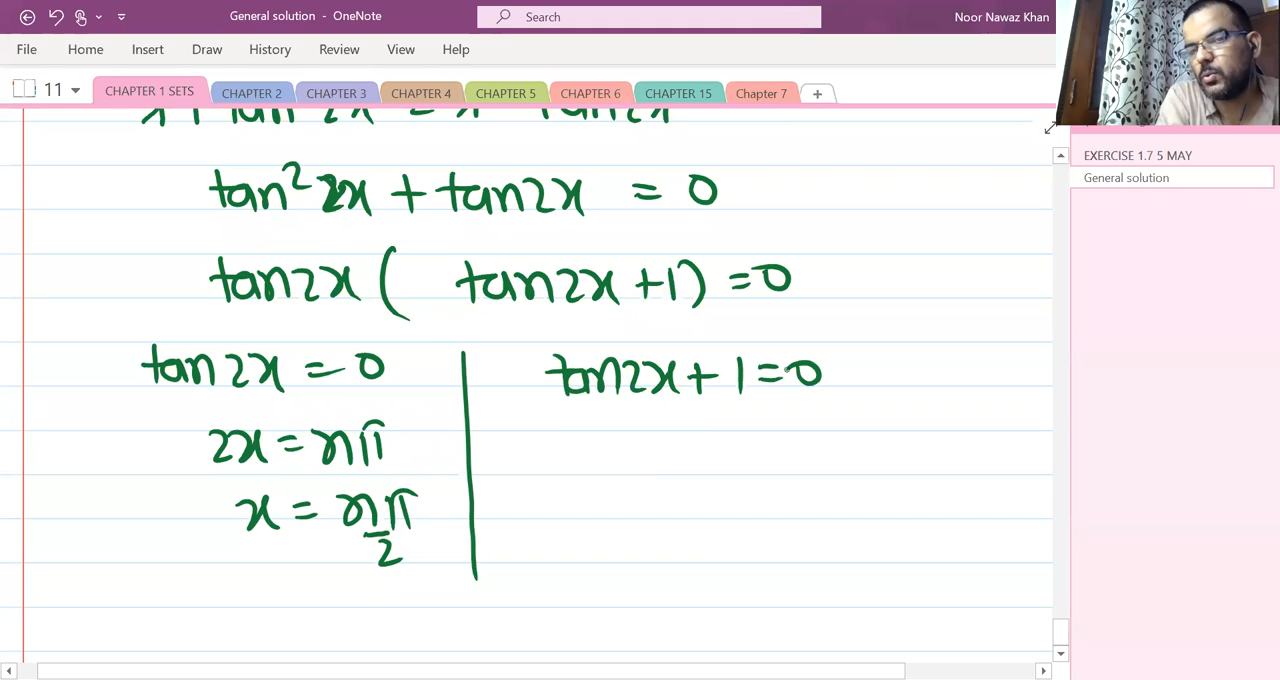 General solution - OneNote
Search
Noor Nawaz Khan
File Home Insert Draw History Review View Help
11 CHAPTER 1 SETS CHAPTER 2 CHAPTER 3 CHAPTER 4 CHAPTER 5 CHAPTER 6 CHAPTER 15 Chapter 7 +
EXERCISE 1.7 5 MAY
General solution
tan² 2x + tan2x = 0
tan2x ( tan2x +1) = 0
tan2x = 0
2x = nπ
x = nπ/2
tan2x + 1 = 0